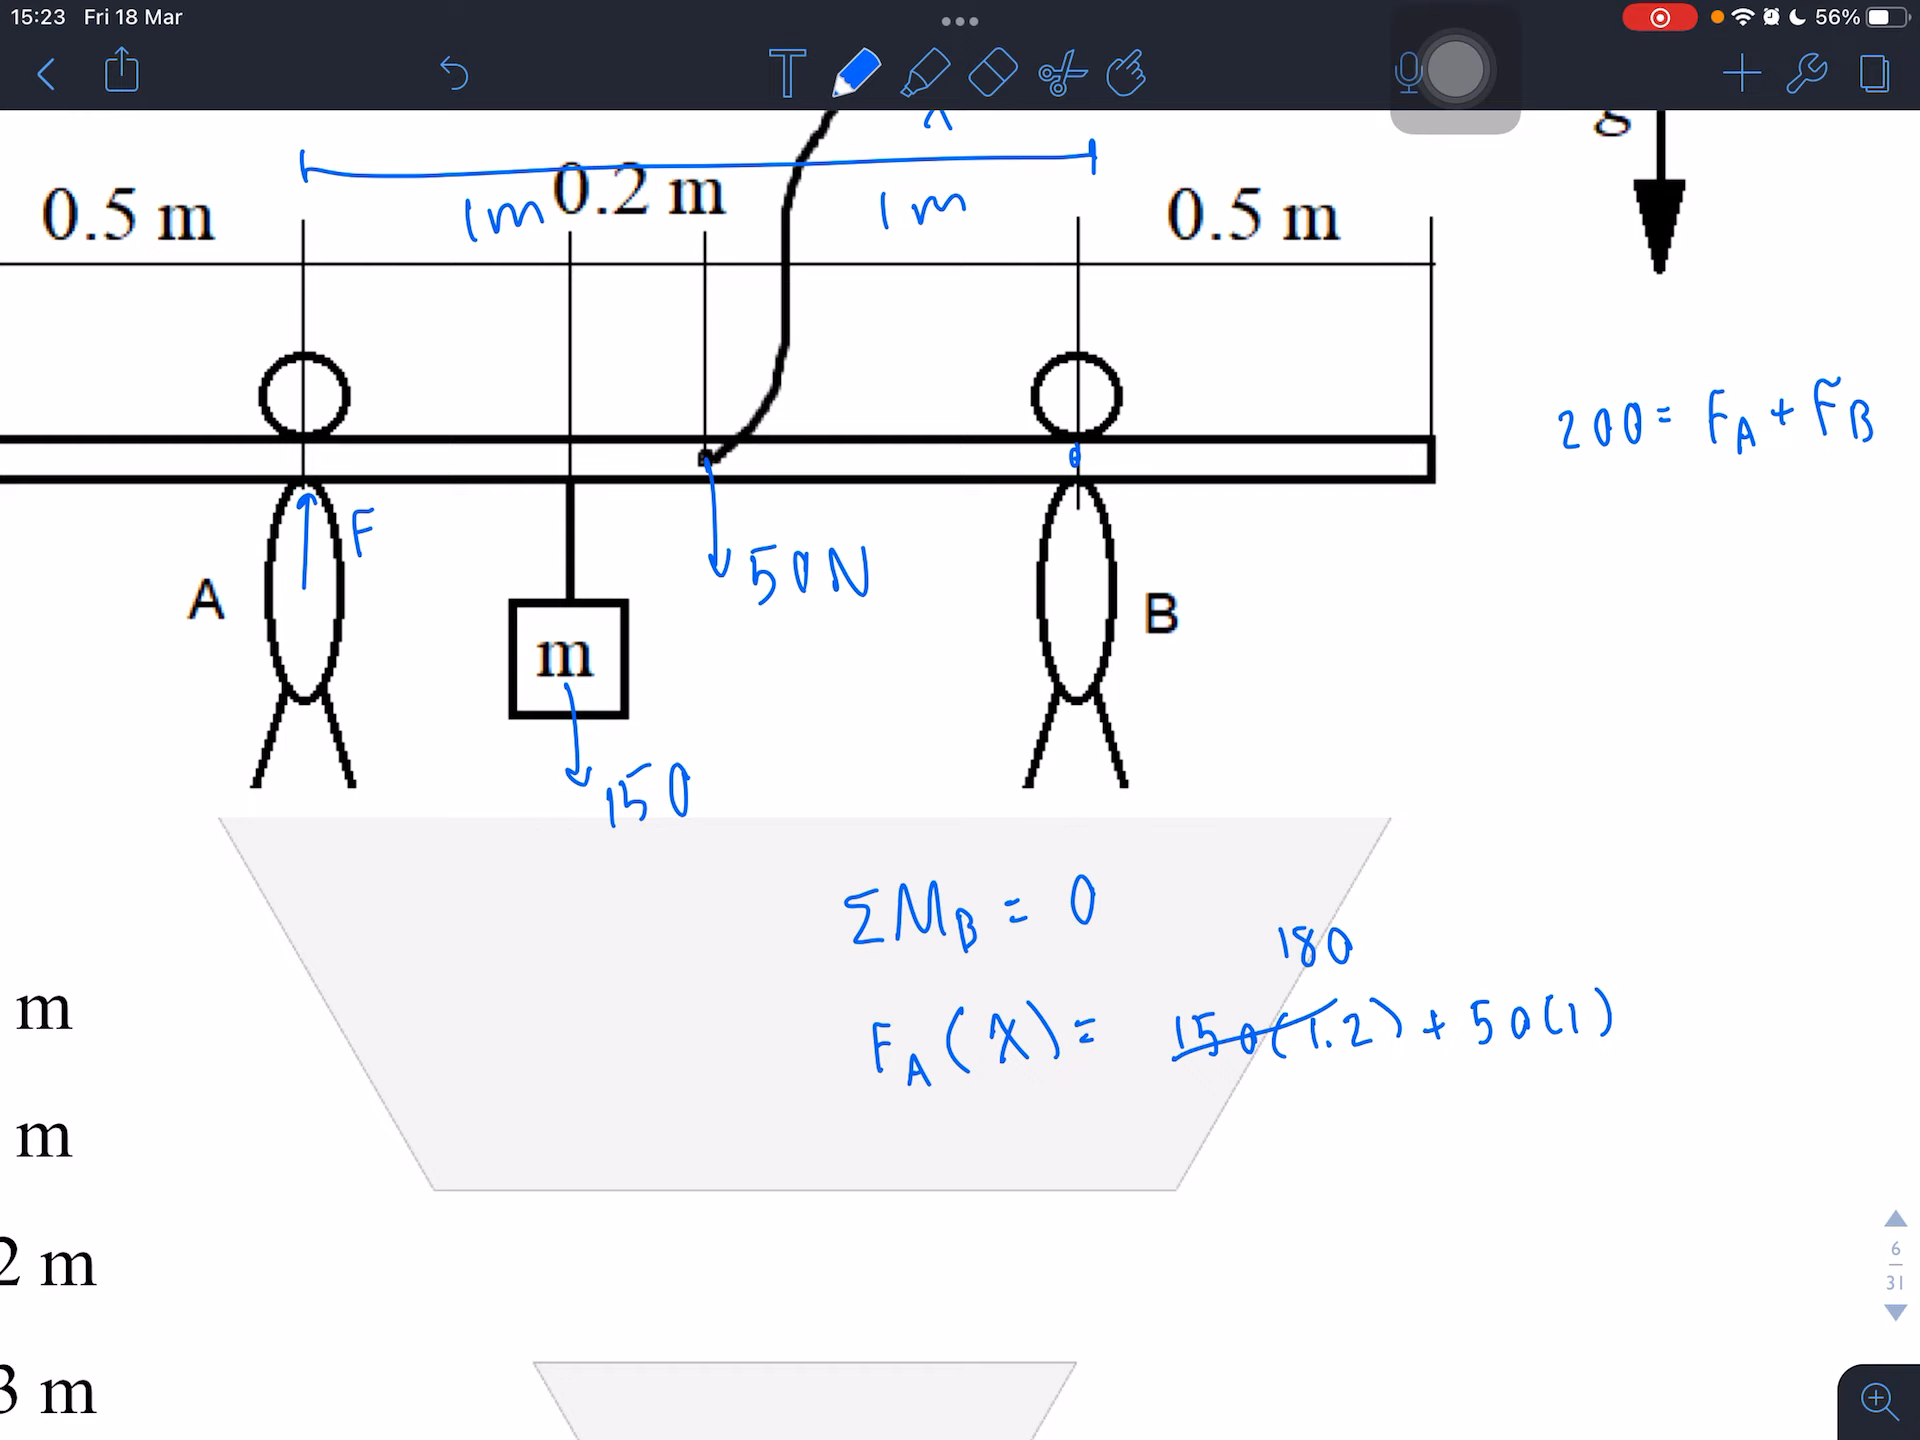 15:23 Fri 18 Mar
56%
T
g
0.5 m
1m
0.2 m
1m
0.5 m
200 = FA + FB
F
A
50N
B
m
150
ΣMB = 0
180
m
FA (X) = 150(1.2) + 50(1)
m
2 m
6
31
3 m